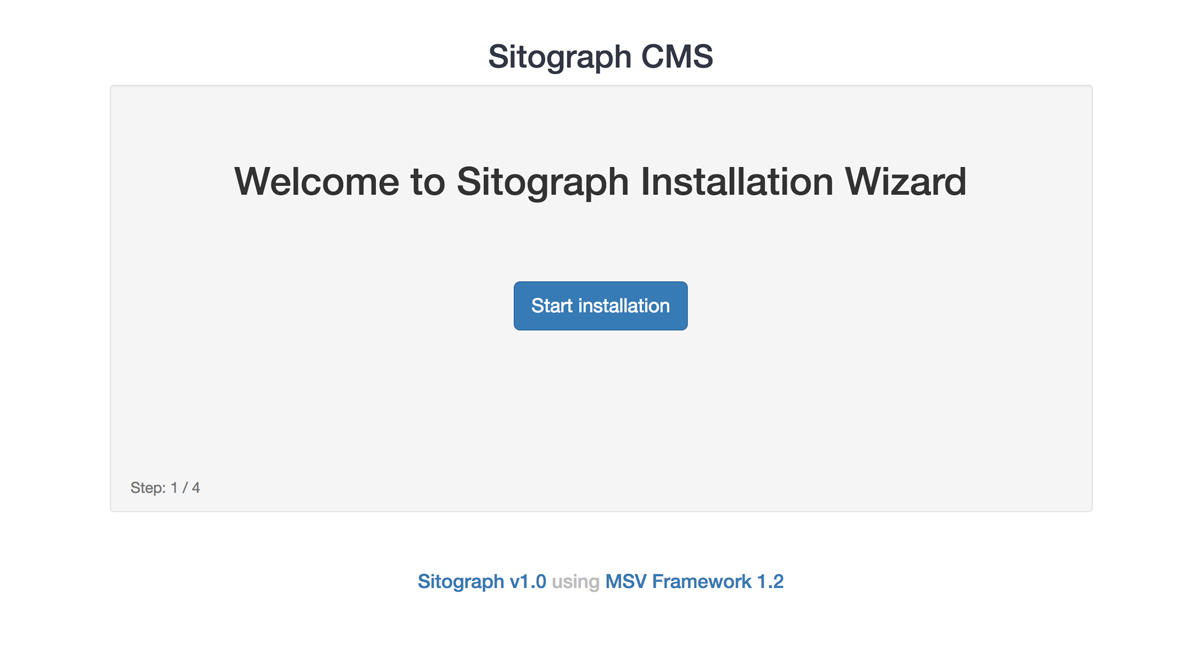 Sitograph CMS
Welcome to Sitograph Installation Wizard
Start installation
Step: 1 / 4
Sitograph v1.0 using MSV Framework 1.2